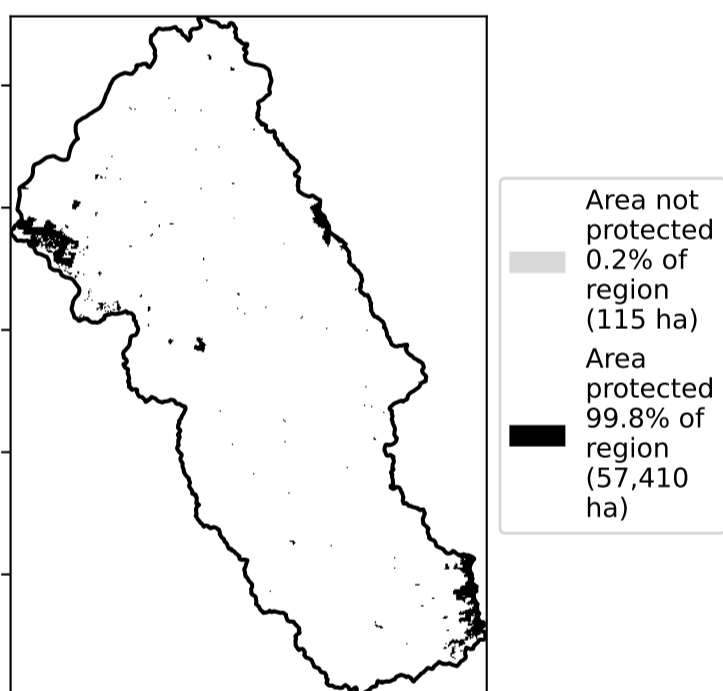 Area not
protected
0.2% of
region
(115 ha)
Area
protected
99.8% of
region
(57,410
ha)